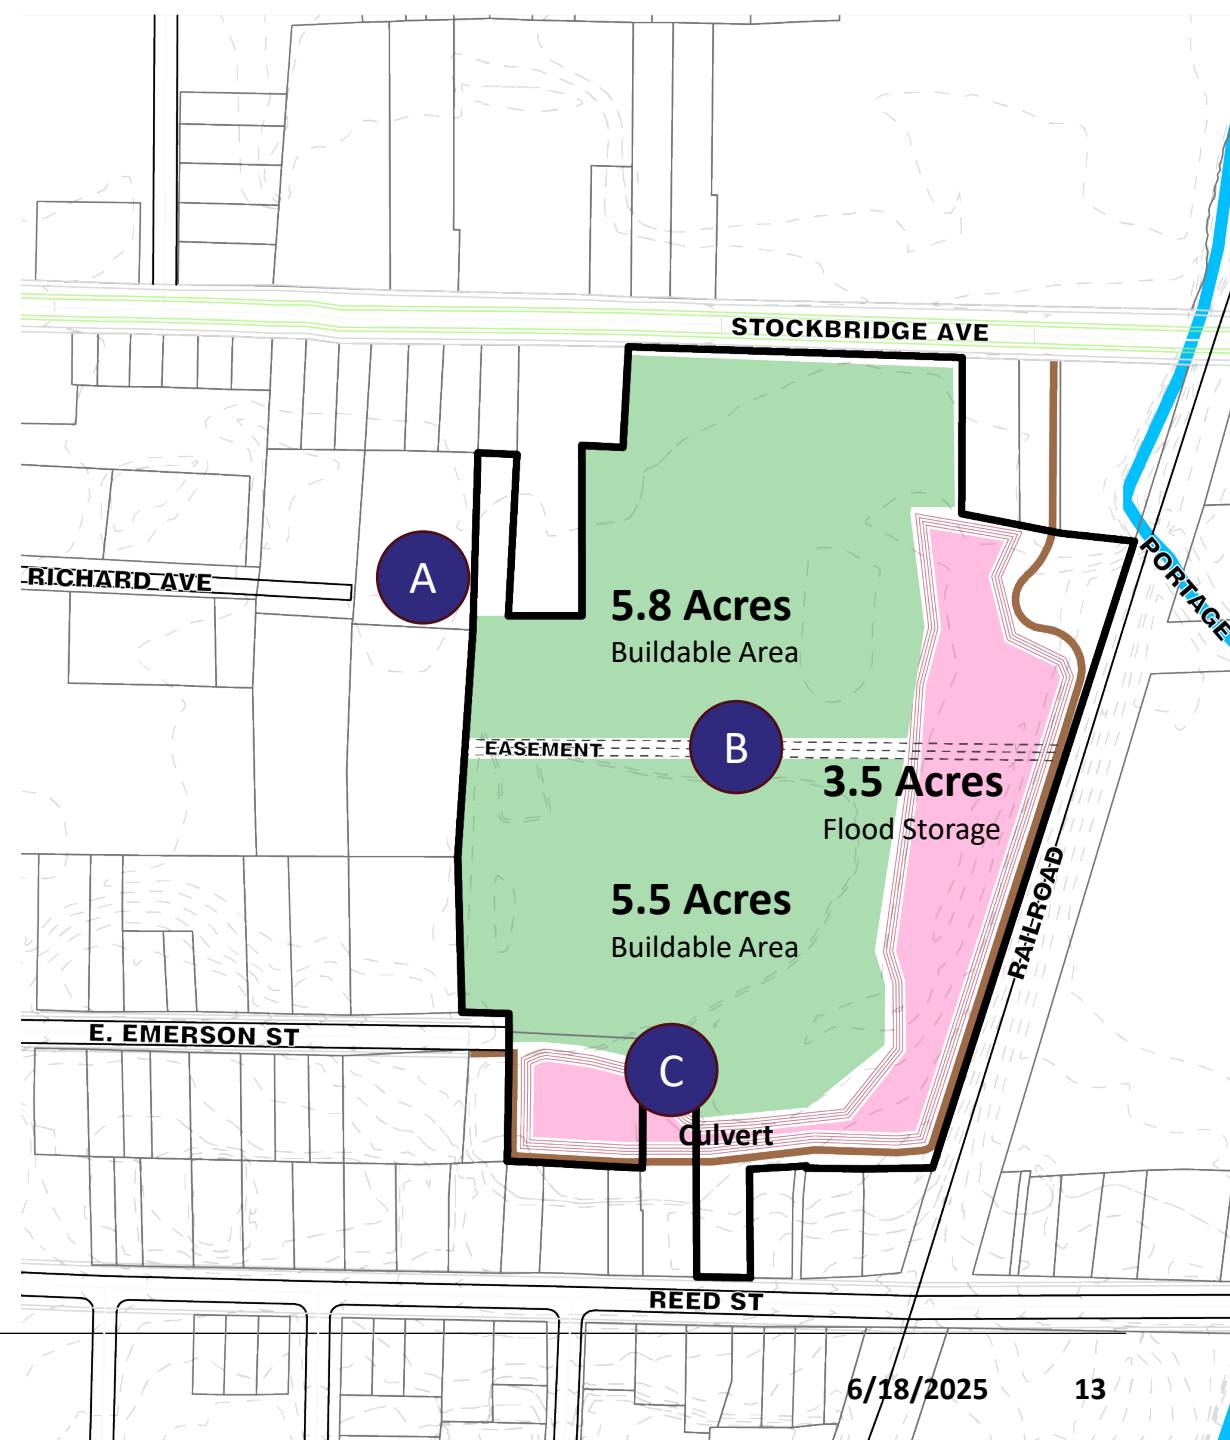 STOCKBRIDGE AVE
PORTAGE
RICHARD AVE
A
5.8 Acres
Buildable Area
EASEMENT
B
3.5 Acres
Flood Storage
5.5 Acres
Buildable Area
RAILROAD
E. EMERSON ST
C
Culvert
REED ST
6/18/2025
13